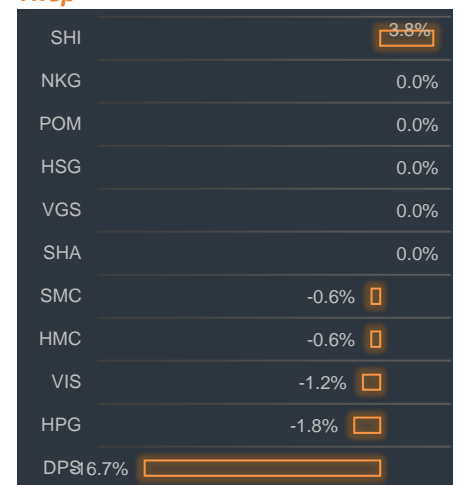 SHI 3.8%
NKG 0.0%
POM 0.0%
HSG 0.0%
VGS 0.0%
SHA 0.0%
SMC -0.6%
HMC -0.6%
VIS -1.2%
HPG -1.8%
DPS -16.7%